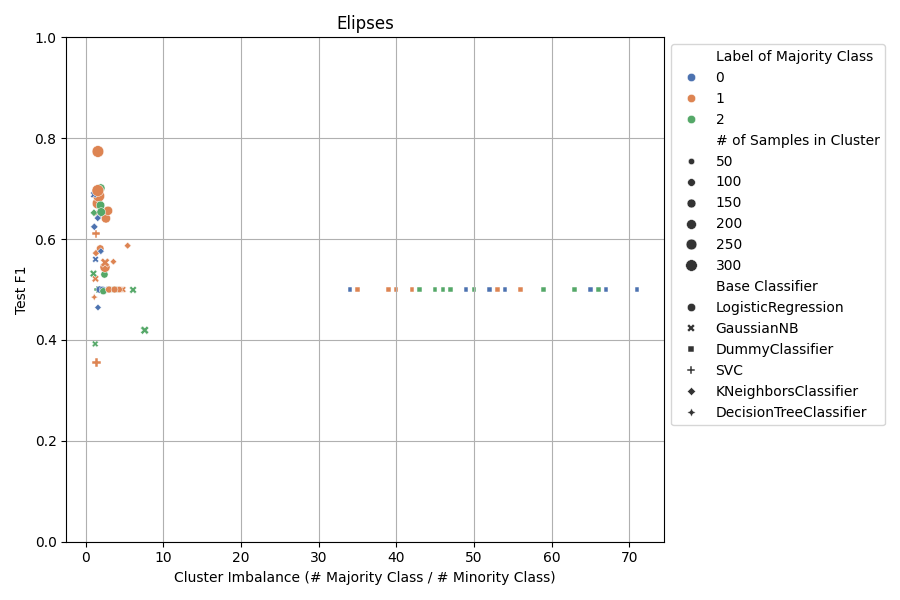 Elipses
1.0
0.8
0.6
0.4
0.2
0.0
Test F1
0 10 20 30 40 50 60 70
Cluster Imbalance (# Majority Class / # Minority Class)
Label of Majority Class
0
1
2
# of Samples in Cluster
50
100
150
200
250
300
Base Classifier
LogisticRegression
GaussianNB
DummyClassifier
SVC
KNeighborsClassifier
DecisionTreeClassifier